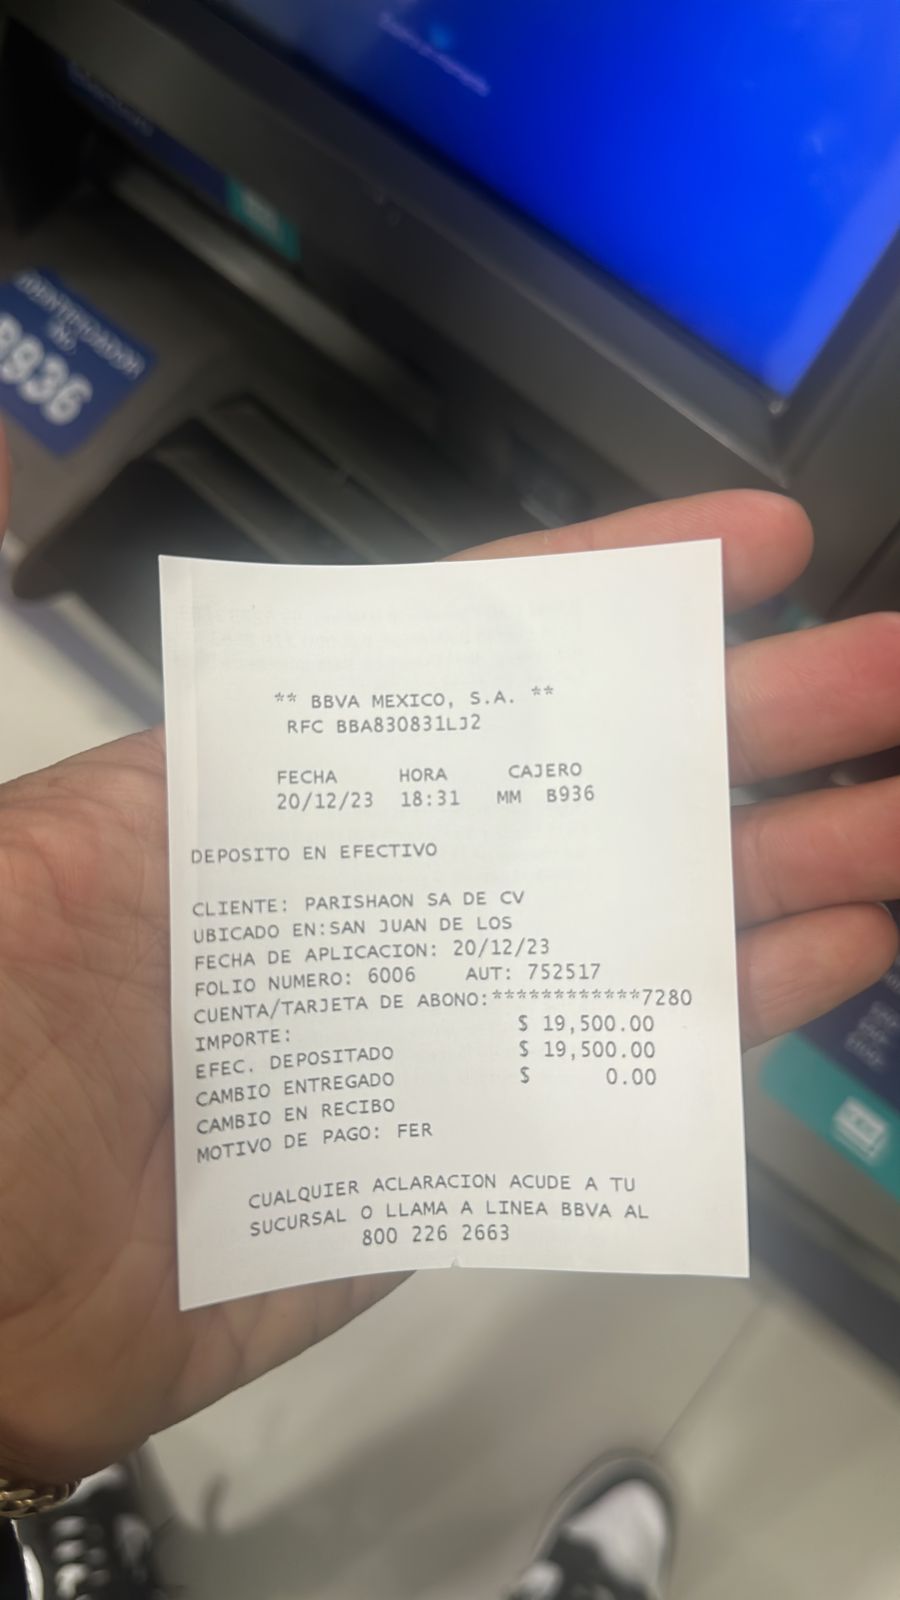 IDENTIFICADOR
NO.
B936
** BBVA MEXICO, S.A. **
RFC BBA830831LJ2
FECHA HORA CAJERO
20/12/23 18:31 MM B936
DEPOSITO EN EFECTIVO
CLIENTE: PARISHAON SA DE CV
UBICADO EN:SAN JUAN DE LOS
FECHA DE APLICACION: 20/12/23
FOLIO NUMERO: 6006 AUT: 752517
CUENTA/TARJETA DE ABONO:************7280
IMPORTE: $ 19,500.00
EFEC. DEPOSITADO $ 19,500.00
CAMBIO ENTREGADO $ 0.00
CAMBIO EN RECIBO
MOTIVO DE PAGO: FER
CUALQUIER ACLARACION ACUDE A TU
SUCURSAL O LLAMA A LINEA BBVA AL
800 226 2663